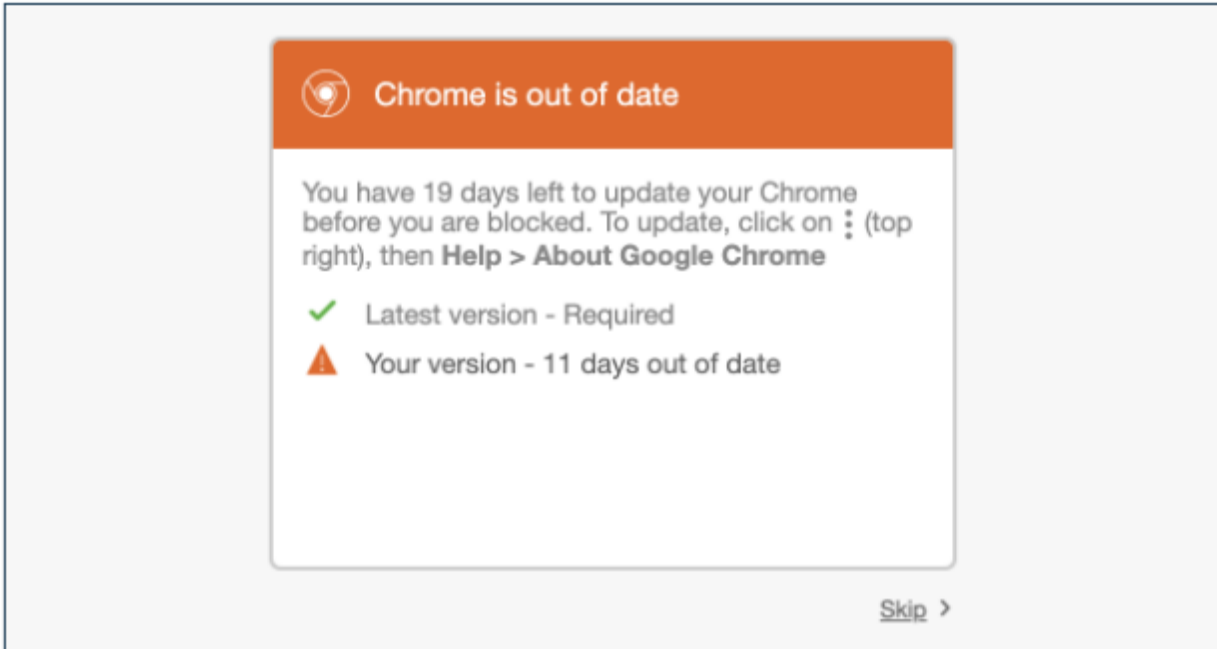 Chrome is out of date
You have 19 days left to update your Chrome
before you are blocked. To update, click on ⋮ (top
right), then Help > About Google Chrome
Latest version - Required
Your version - 11 days out of date
Skip >